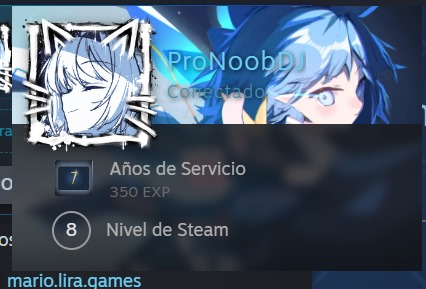 ProNoobDJ
Conectado
7
Años de Servicio
350 EXP
8
Nivel de Steam
mario.lira.games